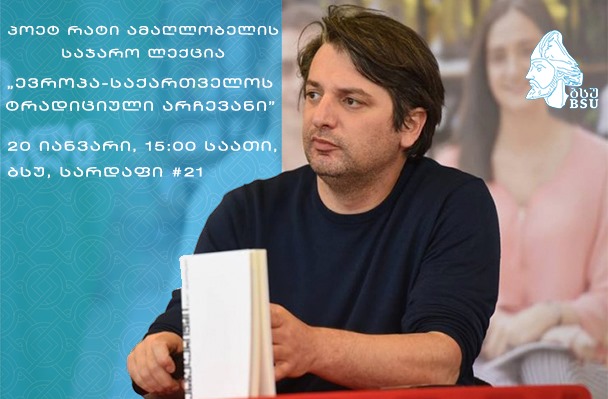 პოეტ რატი ამაღლობელის
საჯარო ლექცია
„ევროპა-საქართველოს
ტრადიციული არჩევანი”
20 იანვარი, 15:00 საათი,
ბსუ, სარდაფი #21
ბსუ
BSU